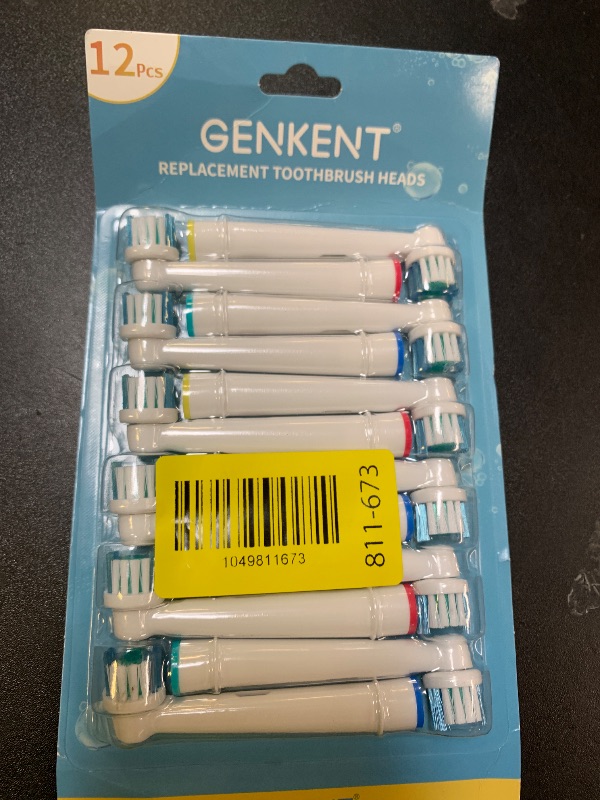 12Pcs
GENKENT®
REPLACEMENT TOOTHBRUSH HEADS
1049811673
811-673